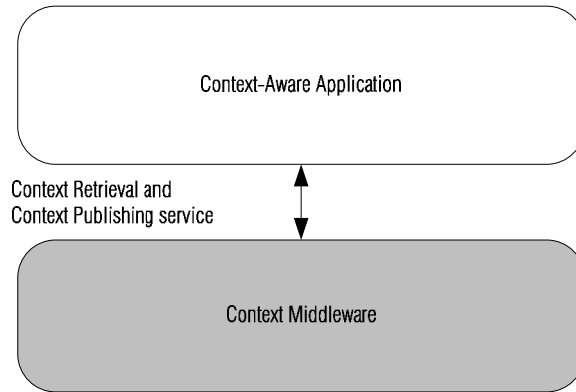 Context-Aware Application
Context Retrieval and
Context Publishing service
Context Middleware